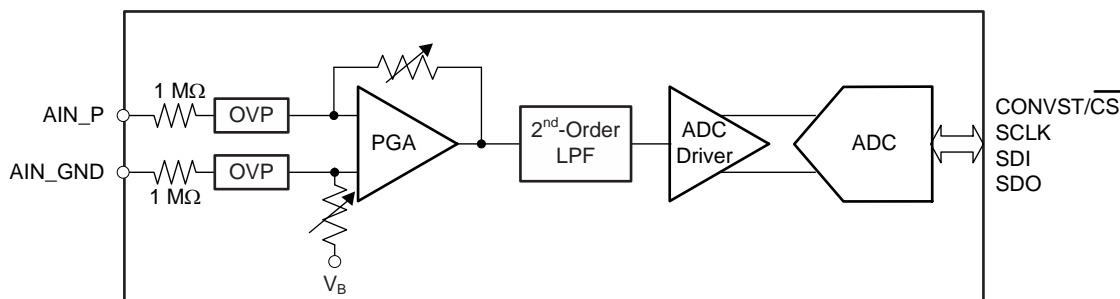 1 MΩ
AIN_P
OVP
PGA
2nd-Order
LPF
ADC
Driver
ADC
CONVST/CS
SCLK
SDI
SDO
AIN_GND
OVP
1 MΩ
VB